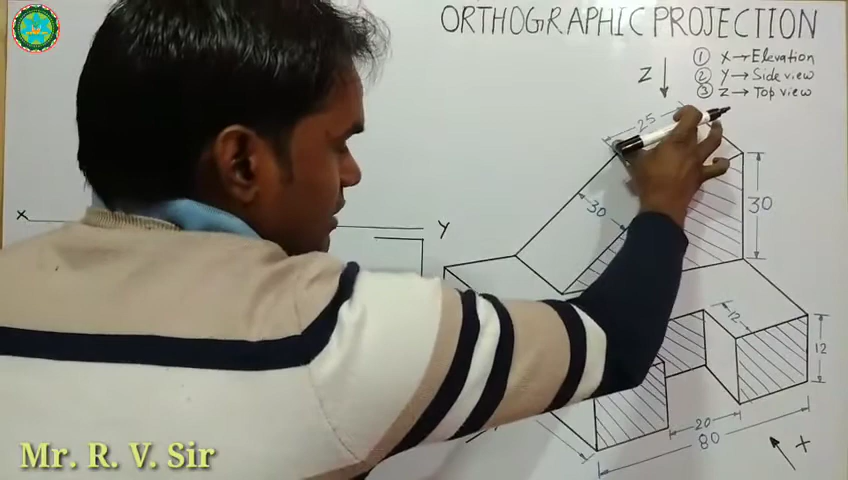 ORTHOGRAPHIC PROJECTION
① X → Elevation
② Y → Side view
③ Z → Top view
Z
25
30
30
X
Y
12
12
20
80
X
Mr. R. V. Sir